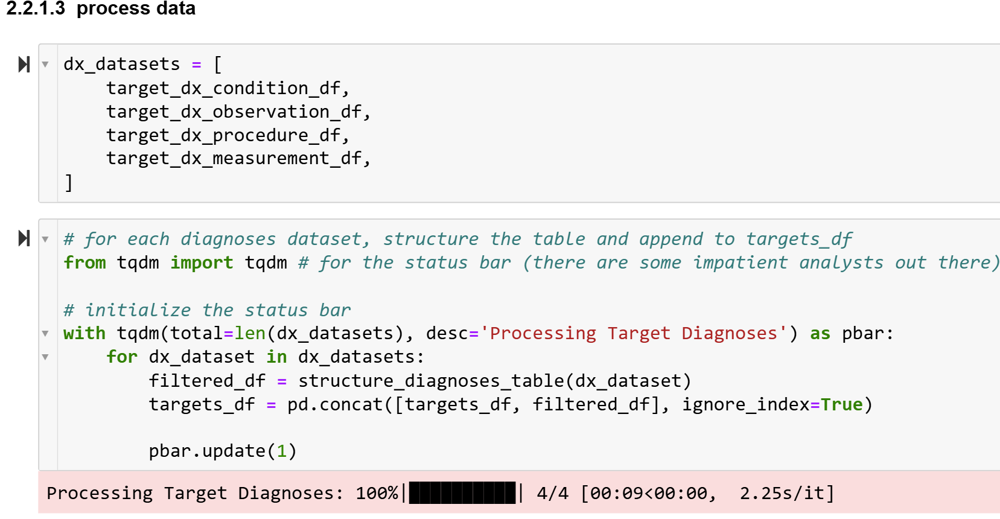 2.2.1.3 process data
dx_datasets = [
    target_dx_condition_df,
    target_dx_observation_df,
    target_dx_procedure_df,
    target_dx_measurement_df,
]
# for each diagnoses dataset, structure the table and append to targets_df
from tqdm import tqdm # for the status bar (there are some impatient analysts out there)
# initialize the status bar
with tqdm(total=len(dx_datasets), desc='Processing Target Diagnoses') as pbar:
    for dx_dataset in dx_datasets:
        filtered_df = structure_diagnoses_table(dx_dataset)
        targets_df = pd.concat([targets_df, filtered_df], ignore_index=True)
        pbar.update(1)
Processing Target Diagnoses: 100%|██████████| 4/4 [00:09<00:00,  2.25s/it]